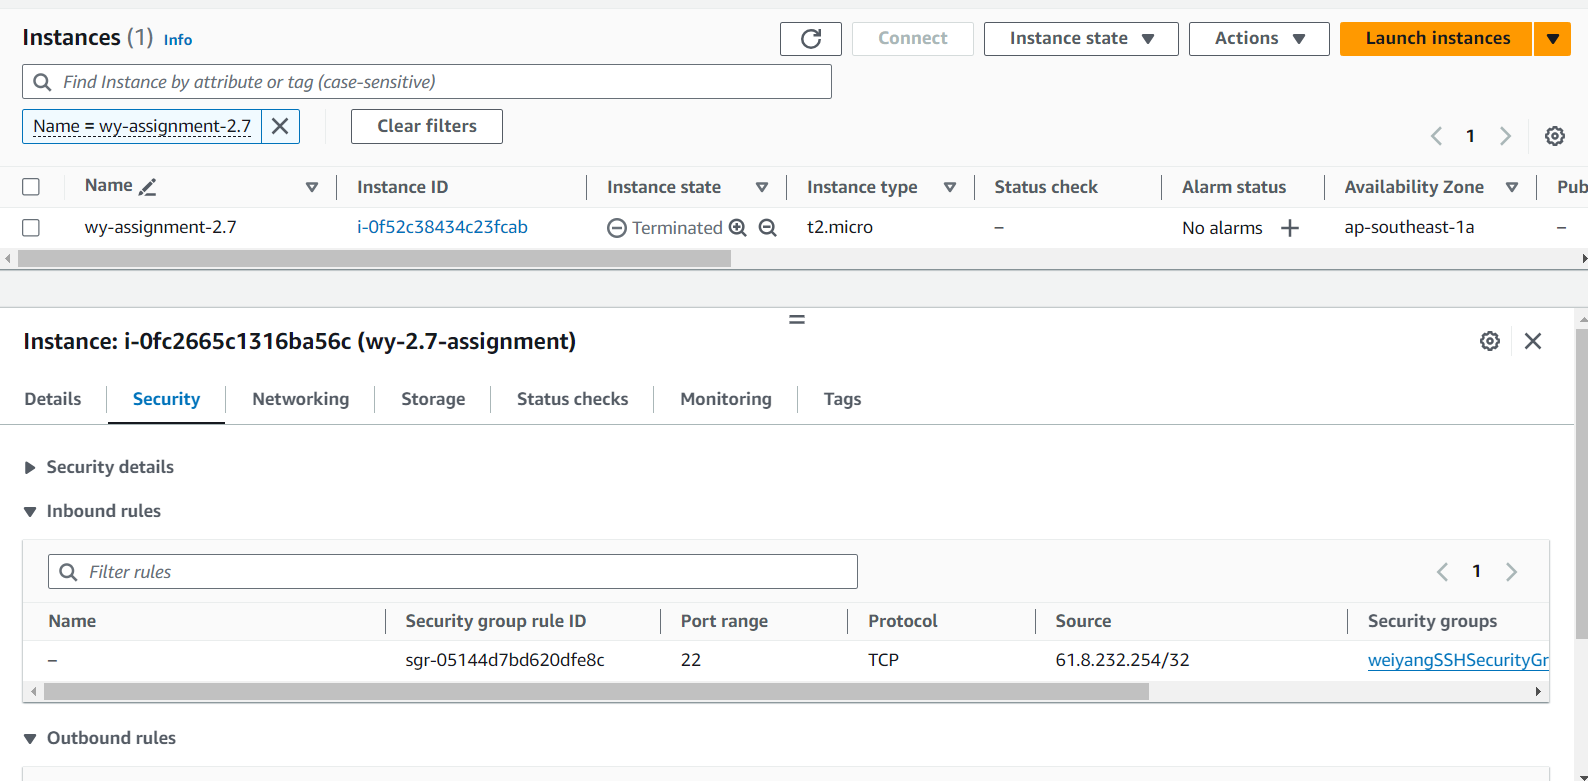 Instances (1) Info
Connect
Instance state
Actions
Launch instances
Find Instance by attribute or tag (case-sensitive)
Name = wy-assignment-2.7
Clear filters
1
Name
Instance ID
Instance state
Instance type
Status check
Alarm status
Availability Zone
Pub
wy-assignment-2.7
i-0f52c38434c23fcab
Terminated
t2.micro
–
No alarms
ap-southeast-1a
–
Instance: i-0fc2665c1316ba56c (wy-2.7-assignment)
Details
Security
Networking
Storage
Status checks
Monitoring
Tags
Security details
Inbound rules
Filter rules
1
Name
Security group rule ID
Port range
Protocol
Source
Security groups
–
sgr-05144d7bd620dfe8c
22
TCP
61.8.232.254/32
weiyangSSHSecurityGr
Outbound rules